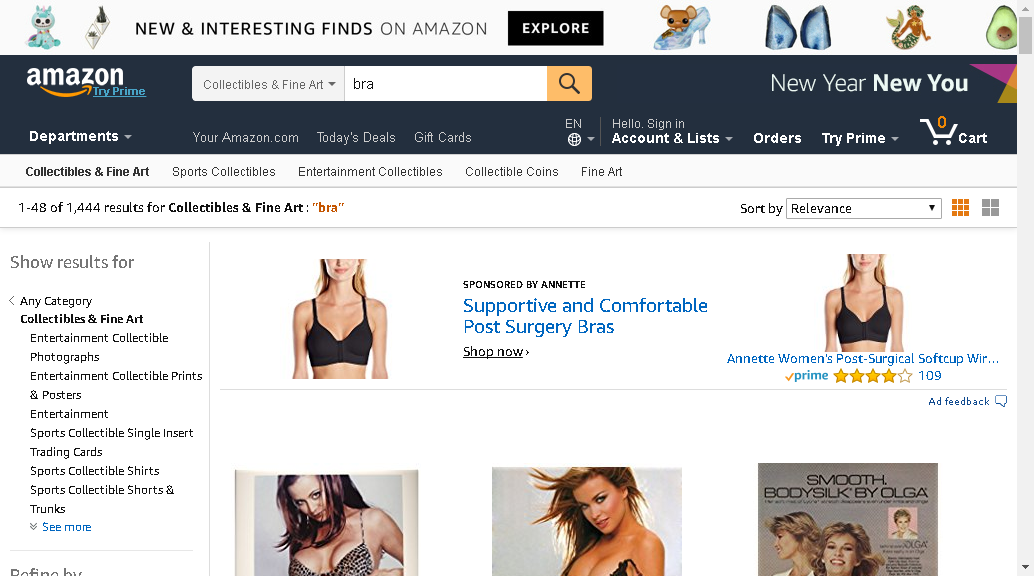 NEW & INTERESTING FINDS ON AMAZON EXPLORE
amazon
Try Prime
Collectibles & Fine Art
bra
New Year New You
Departments
Your Amazon.com Today's Deals Gift Cards
EN
Hello. Sign in
Account & Lists
Orders
Try Prime
0
Cart
Collectibles & Fine Art Sports Collectibles Entertainment Collectibles Collectible Coins Fine Art
1-48 of 1,444 results for Collectibles & Fine Art : "bra"
Sort by Relevance
Show results for
Any Category
Collectibles & Fine Art
Entertainment Collectible
Photographs
Entertainment Collectible Prints
& Posters
Entertainment
Sports Collectible Single Insert
Trading Cards
Sports Collectible Shirts
Sports Collectible Shorts &
Trunks
See more
Refine by
SPONSORED BY ANNETTE
Supportive and Comfortable
Post Surgery Bras
Shop now ›
Annette Women's Post-Surgical Softcup Wir...
prime 109
Ad feedback
SMOOTH.
BODYSILK BY OLGA